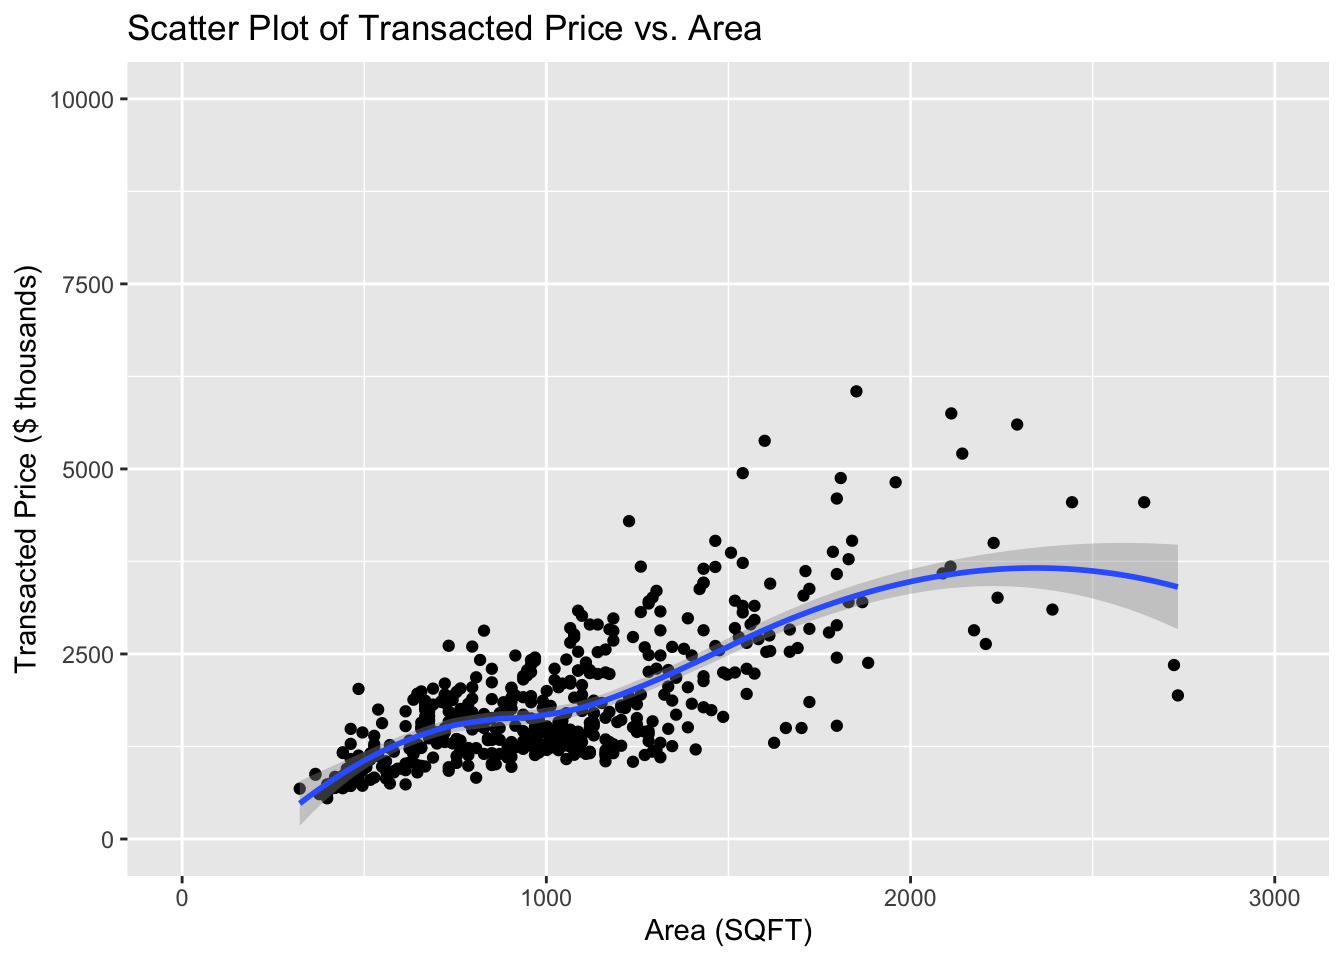 Scatter Plot of Transacted Price vs. Area
Transacted Price ($ thousands)
10000
7500
5000
2500
0
0 1000 2000 3000
Area (SQFT)